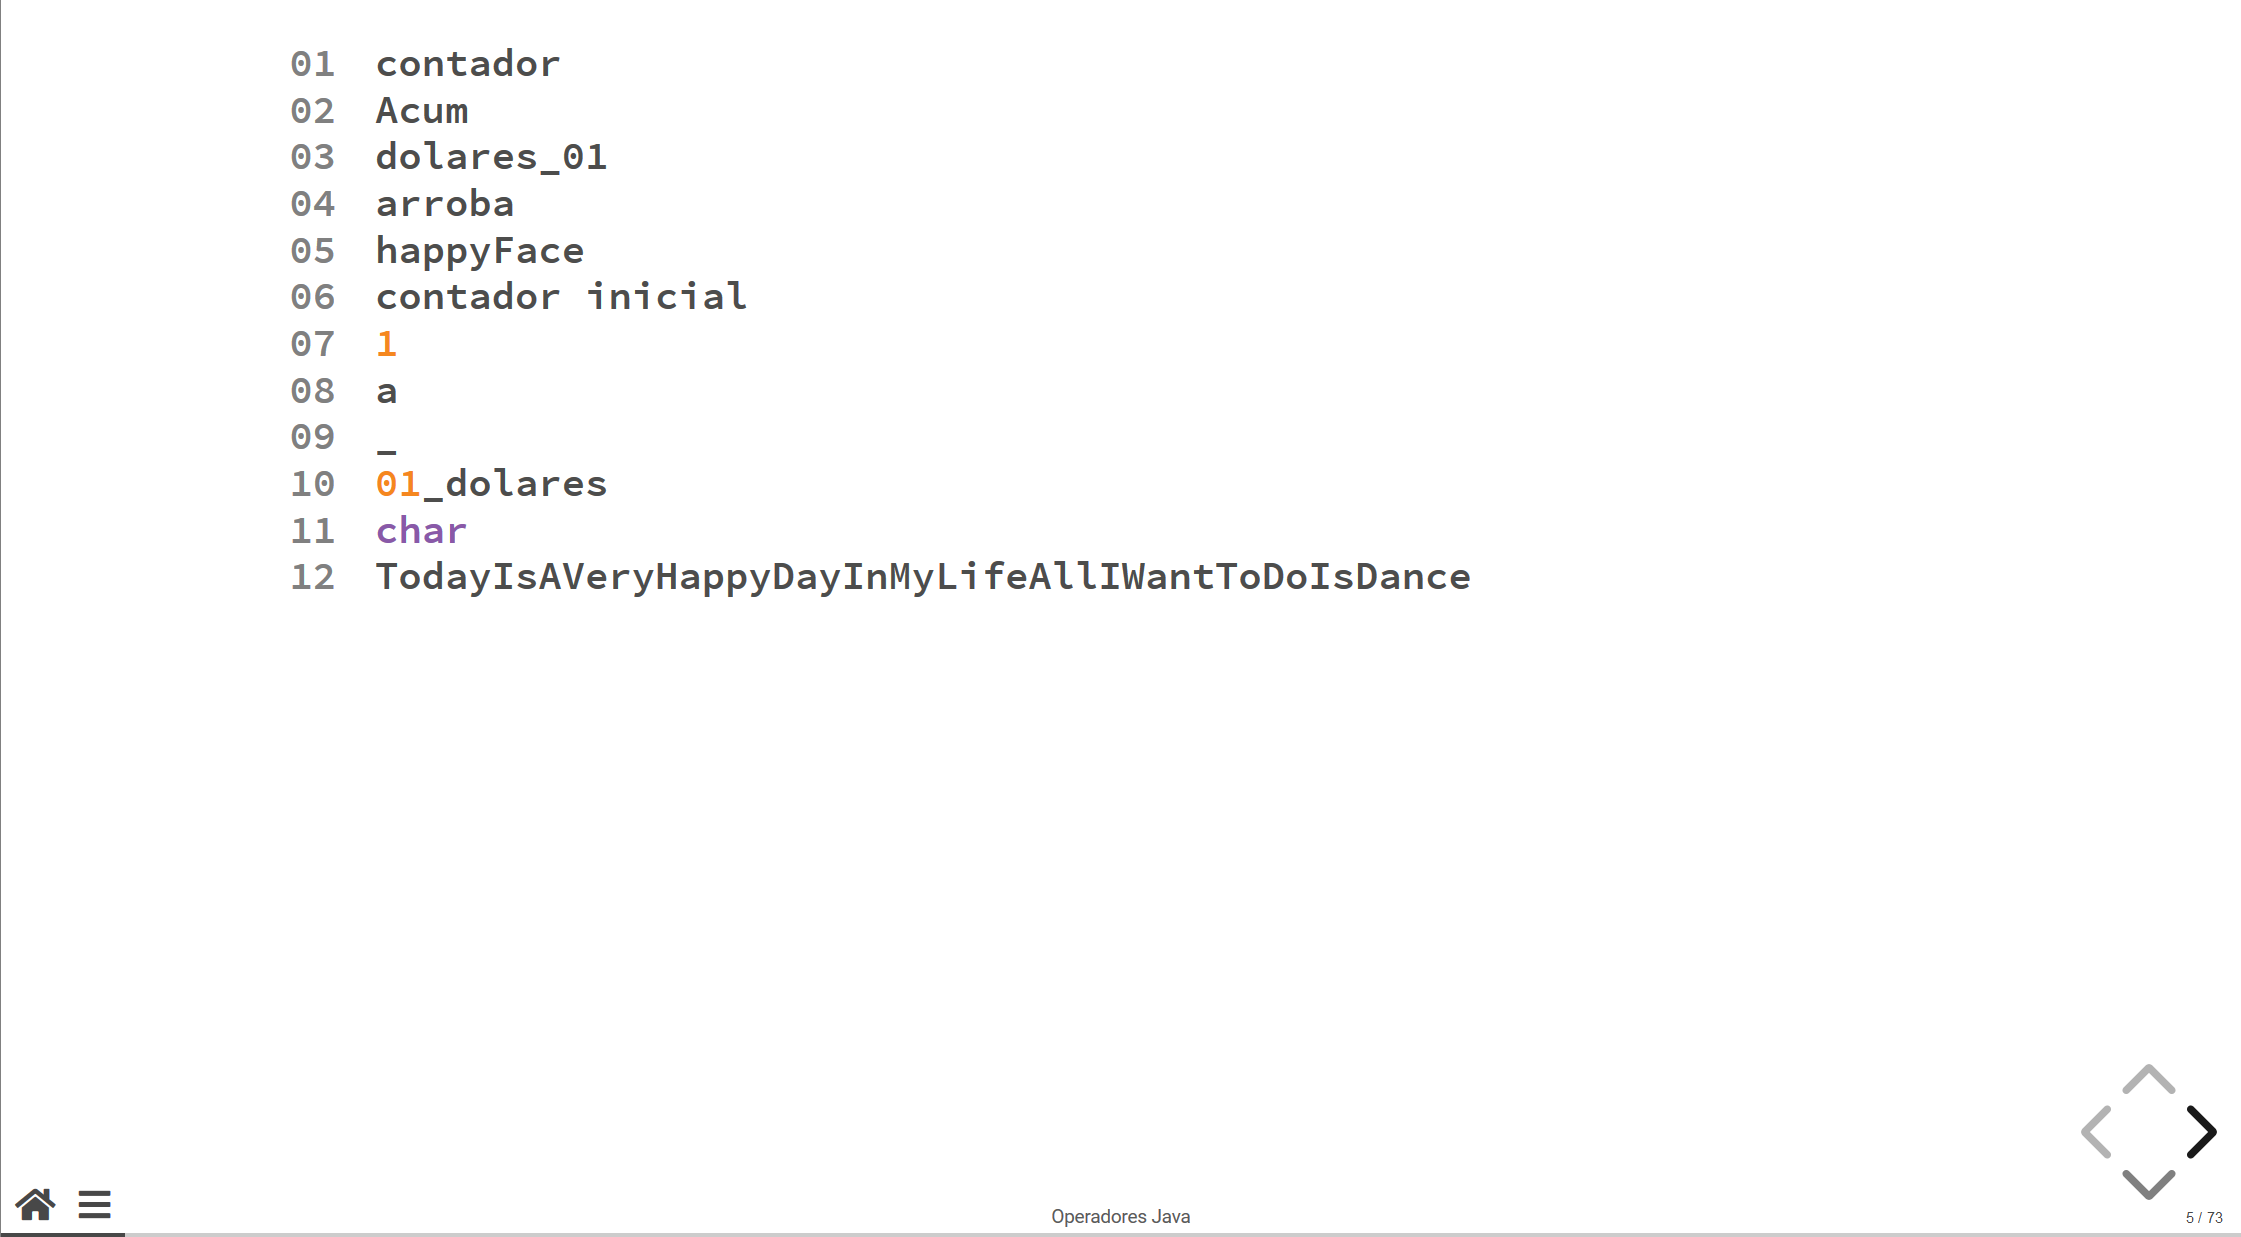 01 contador
02 Acum
03 dolares_01
04 arroba
05 happyFace
06 contador inicial
07 1
08 a
09 _
10 01_dolares
11 char
12 TodayIsAVeryHappyDayInMyLifeAllIWantToDoIsDance
Operadores Java
5 / 73